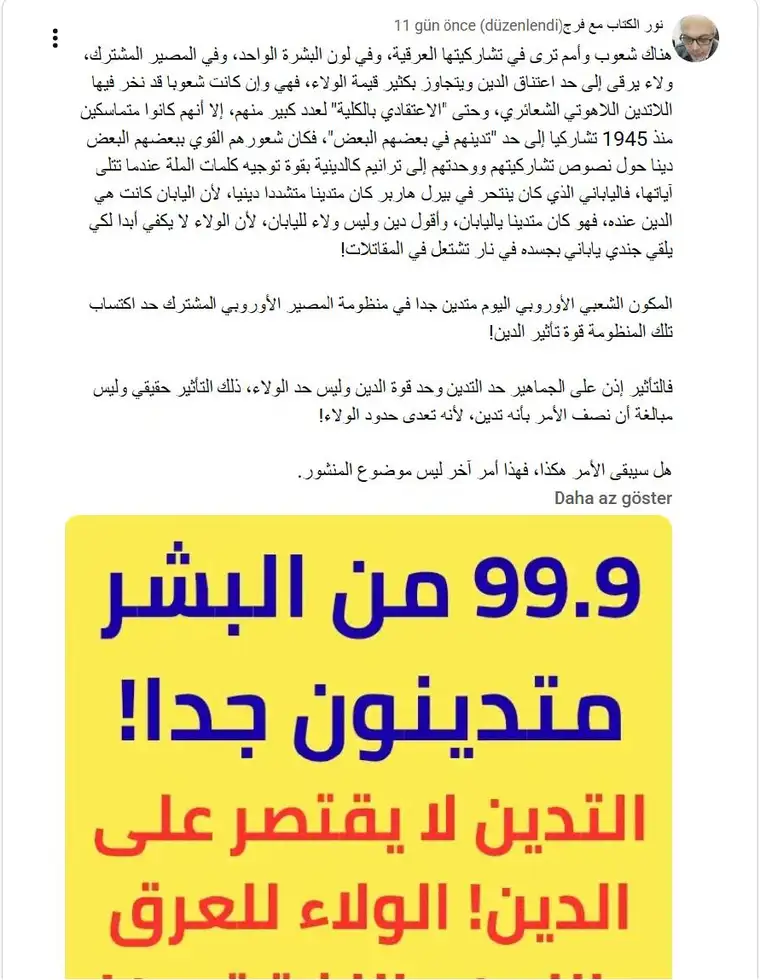 نور الكتاب مع فرج 11 gün önce (düzenlendi)
هناك شعوب وأمم ترى في تشاركيتها العرقية، وفي لون البشرة الواحد، وفي المصير المشترك،
ولاء يرقى إلى حد اعتناق الدين ويتجاوز بكثير قيمة الولاء، فهي وإن كانت شعوبا قد نخر فيها
اللاتدين اللاهوتي الشعائري، وحتى "الاعتقادي بالكلية" لعدد كبير منهم، إلا أنهم كانوا متماسكين
منذ 1945 تشاركيا إلى حد "تدينهم في بعضهم البعض"، فكان شعورهم القوي ببعضهم البعض
دينا حول نصوص تشاركيتهم ووحدتهم إلى ترانيم كالدينية بقوة توجيه كلمات الملة عندما تتلى
آياتها، فالياباني الذي كان ينتحر في بيرل هاربر كان متدينا متشددا دينيا، لأن اليابان كانت هي
الدين عنده، فهو كان متدينا باليابان، وأقول دين وليس ولاء لليابان، لأن الولاء لا يكفي أبدا لكي
يلقي جندي ياباني بجسده في نار تشتعل في المقاتلات!
المكون الشعبي الأوروبي اليوم متدين جدا في منظومة المصير الأوروبي المشترك حد اكتساب
تلك المنظومة قوة تأثير الدين!
فالتأثير إذن على الجماهير حد التدين وحد قوة الدين وليس حد الولاء، ذلك التأثير حقيقي وليس
مبالغة أن نصف الأمر بأنه تدين، لأنه تعدى حدود الولاء!
هل سيبقى الأمر هكذا، فهذا أمر آخر ليس موضوع المنشور.
Daha az göster
99.9 من البشر
متدينون جدا!
التدين لا يقتصر على
الدين! الولاء للعرق